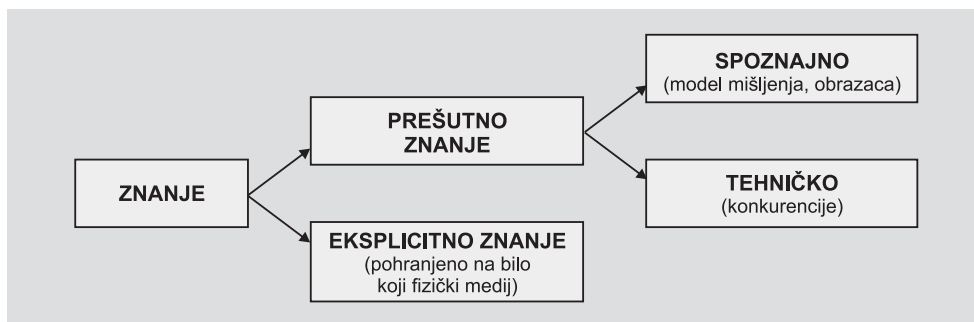 ZNANJE
PREŠUTNO
ZNANJE
EKSPLICITNO ZNANJE
(pohranjeno na bilo
koji fizički medij)
SPOZNAJNO
(model mišljenja, obrazaca)
TEHNIČKO
(konkurencije)